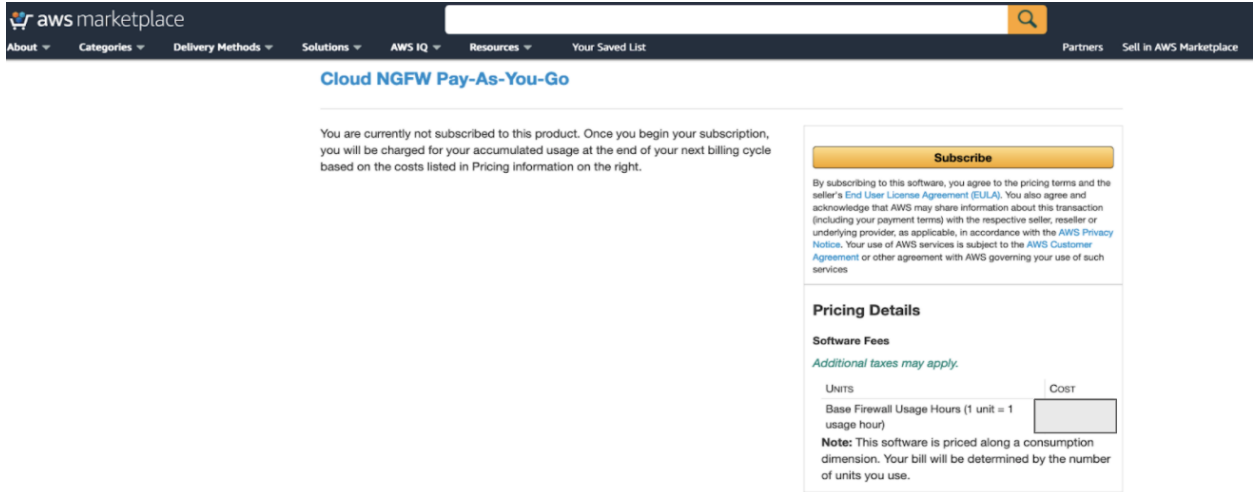 aws marketplace
About Categories Delivery Methods Solutions AWS IQ Resources Your Saved List Partners Sell in AWS Marketplace
Cloud NGFW Pay-As-You-Go
You are currently not subscribed to this product. Once you begin your subscription,
you will be charged for your accumulated usage at the end of your next billing cycle
based on the costs listed in Pricing information on the right.
Subscribe
By subscribing to this software, you agree to the pricing terms and the
seller's End User License Agreement (EULA). You also agree and
acknowledge that AWS may share information about this transaction
(including your payment terms) with the respective seller, reseller or
underlying provider, as applicable, in accordance with the AWS Privacy
Notice. Your use of AWS services is subject to the AWS Customer
Agreement or other agreement with AWS governing your use of such
services
Pricing Details
Software Fees
Additional taxes may apply.
UNITS COST
Base Firewall Usage Hours (1 unit = 1
usage hour)
Note: This software is priced along a consumption
dimension. Your bill will be determined by the number
of units you use.